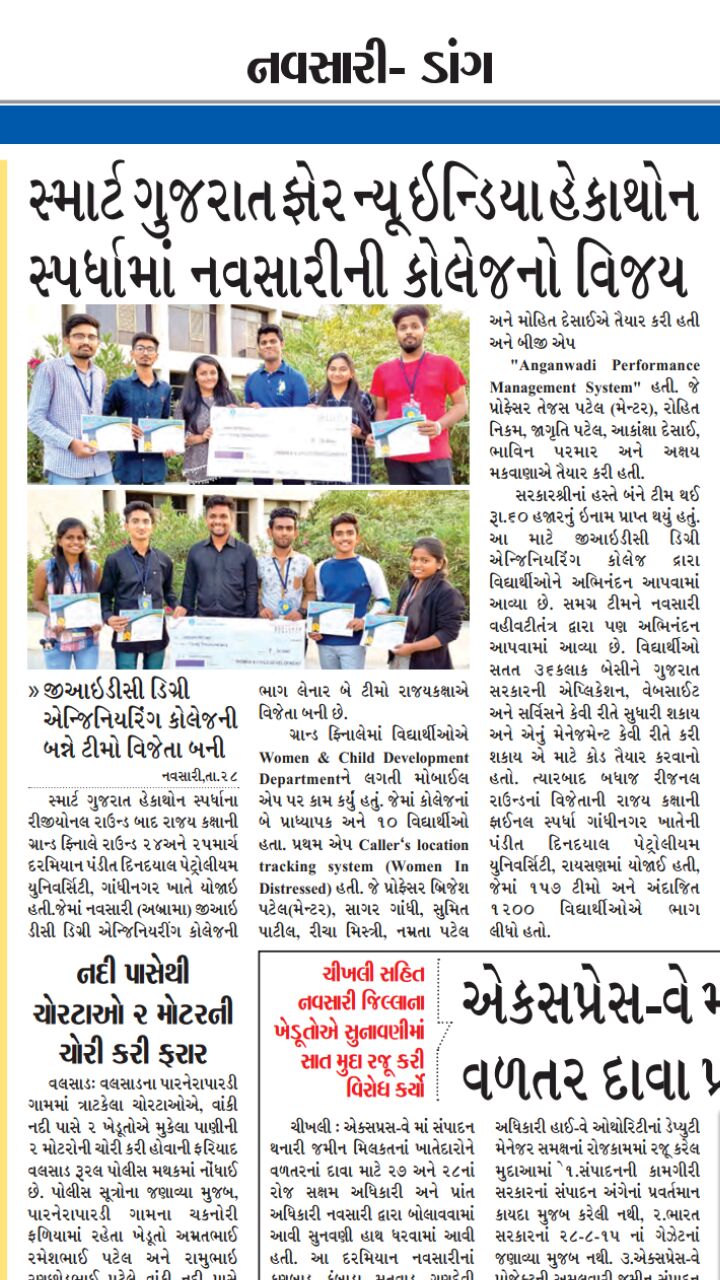 નવસારી- ડાંગ
સ્માર્ટ ગુજરાત ફોર ન્યૂ ઇન્ડિયા હેકાથોન
સ્પર્ધામાં નવસારીની કોલેજનો વિજય
» જીઆઇડીસી ડિગ્રી
એન્જિનિયરિંગ કોલેજની
બન્ને ટીમો વિજેતા બની
નવસારી,તા.૨૮
સ્માર્ટ ગુજરાત હેકાથોન સ્પર્ધાના
રીજીયોનલ રાઉન્ડ બાદ રાજય કક્ષાની
ગ્રાન્ડ ફિનાલે રાઉન્ડ ૨૪અને ૨૫માર્ચ
દરમિયાન પંડીત દિનદયાલ પેટ્રોલિયમ
યુનિવર્સિટી, ગાંધીનગર ખાતે યોજાઇ
હતી.જેમાં નવસારી (અબ્રામા) જીઆઇ
ડીસી ડિગ્રી એન્જિનિયરીંગ કોલેજની
ભાગ લેનાર બે ટીમો રાજયકક્ષાએ
વિજેતા બની છે.
ગ્રાન્ડ ફિનાલેમાં વિદ્યાર્થીઓએ
Women & Child Development
Departmentને લગતી મોબાઈલ
એપ પર કામ કર્યું હતું. જેમાં કોલેજનાં
બે પ્રાધ્યાપક અને ૧૦ વિદ્યાર્થીઓ
હતા. પ્રથમ એપ Caller‘s location
tracking system (Women In
Distressed) હતી. જે પ્રોફેસર બ્રિજેશ
પટેલ(મેન્ટર), સાગર ગાંધી, સુમિત
પાટીલ, રીચા મિસ્ત્રી, નમ્રતા પટેલ
અને મોહિત દેસાઈએ તૈયાર કરી હતી
અને બીજી એપ
"Anganwadi Performance
Management System" હતી. જે
પ્રોફેસર તેજસ પટેલ (મેન્ટર), રોહિત
નિકમ, જાગૃતિ પટેલ, આકાંક્ષા દેસાઈ,
ભાવિન પરમાર અને અક્ષય
મકવાણાએ તૈયાર કરી હતી.
સરકારશ્રીનાં હસ્તે બંને ટીમ થઈ
રૂા.૬૦ હજારનું ઇનામ પ્રાપ્ત થયું હતું.
આ માટે જીઆઇડીસી ડિગ્રી
એન્જિનિયરિંગ કોલેજ દ્વારા
વિદ્યાર્થીઓને અભિનંદન આપવામાં
આવ્યા છે. સમગ્ર ટીમને નવસારી
વહીવટીતંત્ર દ્વારા પણ અભિનંદન
આપવામાં આવ્યા છે. વિદ્યાર્થીઓ
સતત ૩૬કલાક બેસીને ગુજરાત
સરકારની એપ્લિકેશન, વેબસાઈટ
અને સર્વિસને કેવી રીતે સુધારી શકાય
અને એનું મેનેજમેન્ટ કેવી રીતે કરી
શકાય એ માટે કોડ તૈયાર કરવાનો
હતો. ત્યારબાદ બધાજ રીજનલ
રાઉન્ડનાં વિજેતાની રાજય કક્ષાની
ફાઈનલ સ્પર્ધા ગાંધીનગર ખાતેની
પંડીત દિનદયાલ પેટ્રોલીયમ
યુનિવર્સિટી, રાયસણમાં યોજાઈ હતી,
જેમાં ૧૫૭ ટીમો અને અંદાજિત
૧૨૦૦ વિદ્યાર્થીઓએ ભાગ
લીધો હતો.
નદી પાસેથી
ચોરટાઓ ૨ મોટરની
ચોરી કરી ફરાર
વલસાડઃ વલસાડના પારનેરાપારડી
ગામમાં ત્રાટકેલા ચોરટાઓએ, વાંકી
નદી પાસે ૨ ખેડૂતોએ મુકેલા પાણીની
૨ મોટરોની ચોરી કરી હોવાની ફરિયાદ
વલસાડ રૂરલ પોલીસ મથકમાં નોંધાઈ
છે. પોલીસ સૂત્રોના જણાવ્યા મુજબ,
પારનેરાપારડી ગામના ચકનોરી
ફળિયામાં રહેતા ખેડૂતો અમ્રતભાઈ
રમેશભાઈ પટેલ અને રામુભાઇ
રણછોડભાઈ પટેલે વાંકી નદી પાસે
ચીખલી સહિત
નવસારી જિલ્લાના
ખેડૂતોએ સુનાવણીમાં
સાત મુદ્દા રજૂ કરી
વિરોધ કર્યો
એક્સપ્રેસ-વે મ
વળતર દાવા પ્ર
ચીખલી : એક્સપ્રસ-વે માં સંપાદન
થનારી જમીન મિલકતનાં ખાતેદારોને
વળતરનાં દાવા માટે ૨૭ અને ૨૮નાં
રોજ સક્ષમ અધિકારી અને પ્રાંત
અધિકારી નવસારી દ્વારા બોલાવવામાં
આવી સુનવણી હાથ ધરવામાં આવી
હતી. આ દરમિયાન નવસારીનાં
અધિકારી હાઈ-વે ઓથોરિટીનાં ડેપ્યુટી
મેનેજર સમક્ષનાં રોજકામમાં રજૂ કરેલ
મુદ્દાઆમાં `૧.સંપાદનની કામગીરી
સરકારનાં સંપાદન અંગેનાં પ્રવર્તમાન
કાયદા મુજબ કરેલી નથી, ૨.ભારત
સરકારનાં ૨૮-૮-૧૫ નાં ગેઝેટનાં
જણાવ્યા મુજબ નથી. ૩.એક્સપ્રેસ-વે